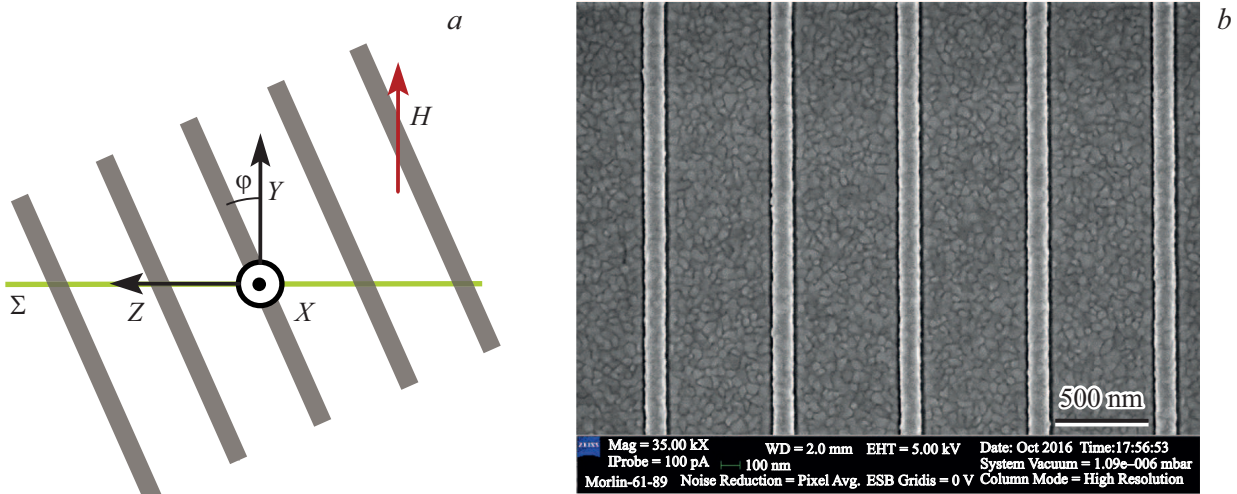 a
b
H
φ
Y
Σ
Z
X
500 nm
ZEISS
Mag = 35.00 kX
WD = 2.0 mm
EHT = 5.00 kV
Date: Oct 2016 Time:17:56:53
IProbe = 100 pA
100 nm
System Vacuum = 1.09e–006 mbar
Morlin-61-89
Noise Reduction = Pixel Avg.
ESB Gridis = 0 V
Column Mode = High Resolution